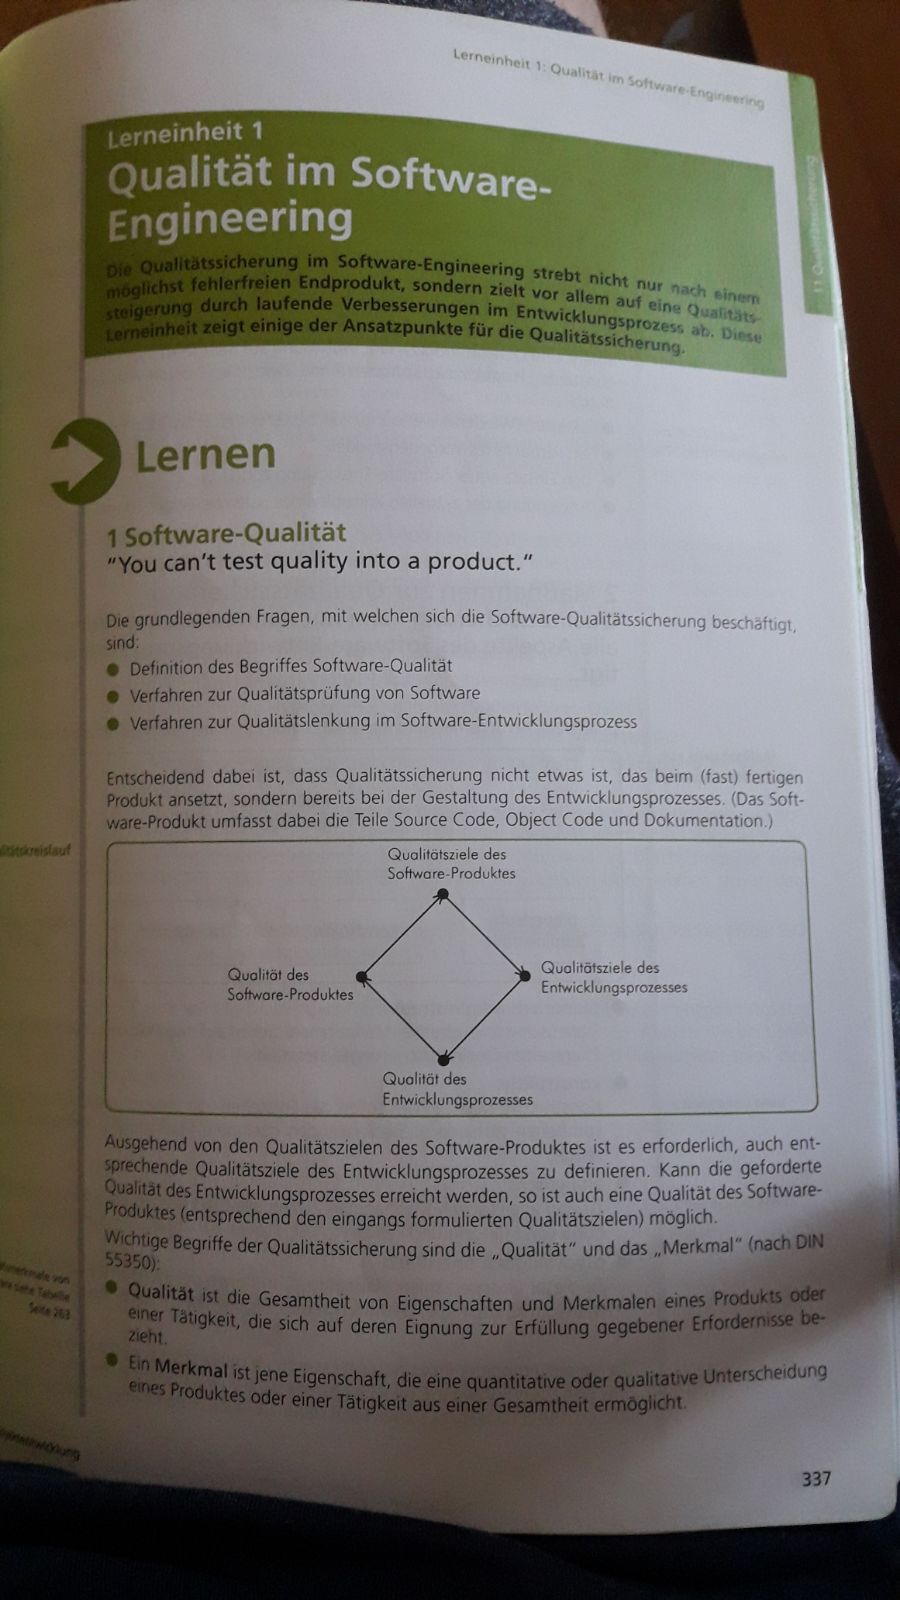 Lerneinheit 1: Qualität im Software-Engineering
11 Qualitätssicherung
Lerneinheit 1
Qualität im Software-
Engineering
Die Qualitätssicherung im Software-Engineering strebt nicht nur nach einem
möglichst fehlerfreien Endprodukt, sondern zielt vor allem auf eine Qualitäts-
steigerung durch laufende Verbesserungen im Entwicklungsprozess ab. Diese
Lerneinheit zeigt einige der Ansatzpunkte für die Qualitätssicherung.
Lernen
1 Software-Qualität
“You can’t test quality into a product.“
Die grundlegenden Fragen, mit welchen sich die Software-Qualitätssicherung beschäftigt,
sind:
● Definition des Begriffes Software-Qualität
● Verfahren zur Qualitätsprüfung von Software
● Verfahren zur Qualitätslenkung im Software-Entwicklungsprozess
Entscheidend dabei ist, dass Qualitätssicherung nicht etwas ist, das beim (fast) fertigen
Produkt ansetzt, sondern bereits bei der Gestaltung des Entwicklungsprozesses. (Das Soft-
ware-Produkt umfasst dabei die Teile Source Code, Object Code und Dokumentation.)
litätskreislauf
Qualitätsziele des
Software-Produktes
Qualität des
Software-Produktes
Qualitätsziele des
Entwicklungsprozesses
Qualität des
Entwicklungsprozesses
Ausgehend von den Qualitätszielen des Software-Produktes ist es erforderlich, auch ent-
sprechende Qualitätsziele des Entwicklungsprozesses zu definieren. Kann die geforderte
Qualität des Entwicklungsprozesses erreicht werden, so ist auch eine Qualität des Software-
Produktes (entsprechend den eingangs formulierten Qualitätszielen) möglich.
Wichtige Begriffe der Qualitätssicherung sind die „Qualität“ und das „Merkmal“ (nach DIN
55350):
● Qualität ist die Gesamtheit von Eigenschaften und Merkmalen eines Produkts oder
einer Tätigkeit, die sich auf deren Eignung zur Erfüllung gegebener Erfordernisse be-
zieht.
● Ein Merkmal ist jene Eigenschaft, die eine quantitative oder qualitative Unterscheidung
eines Produktes oder einer Tätigkeit aus einer Gesamtheit ermöglicht.
merkmale von
siehe Tabelle
Seite 263
entwicklung
337